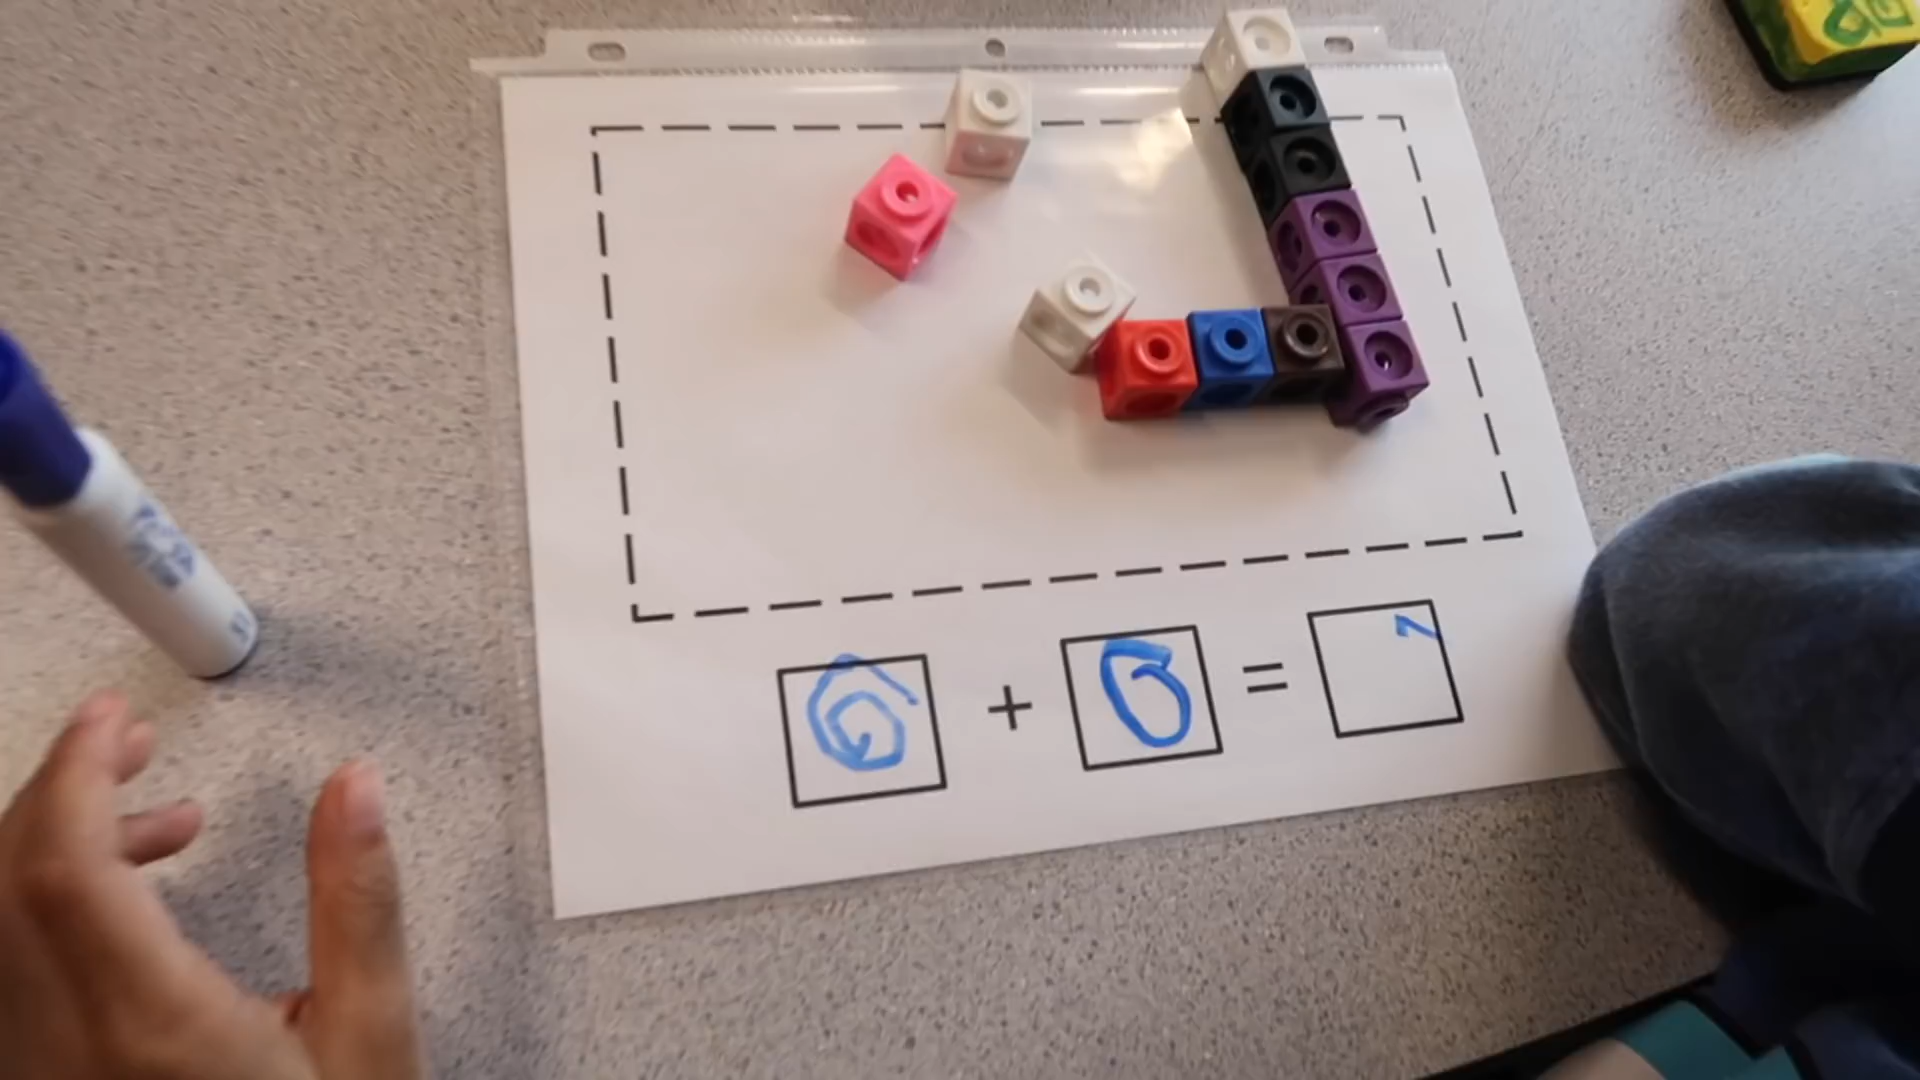 6 + 6 =